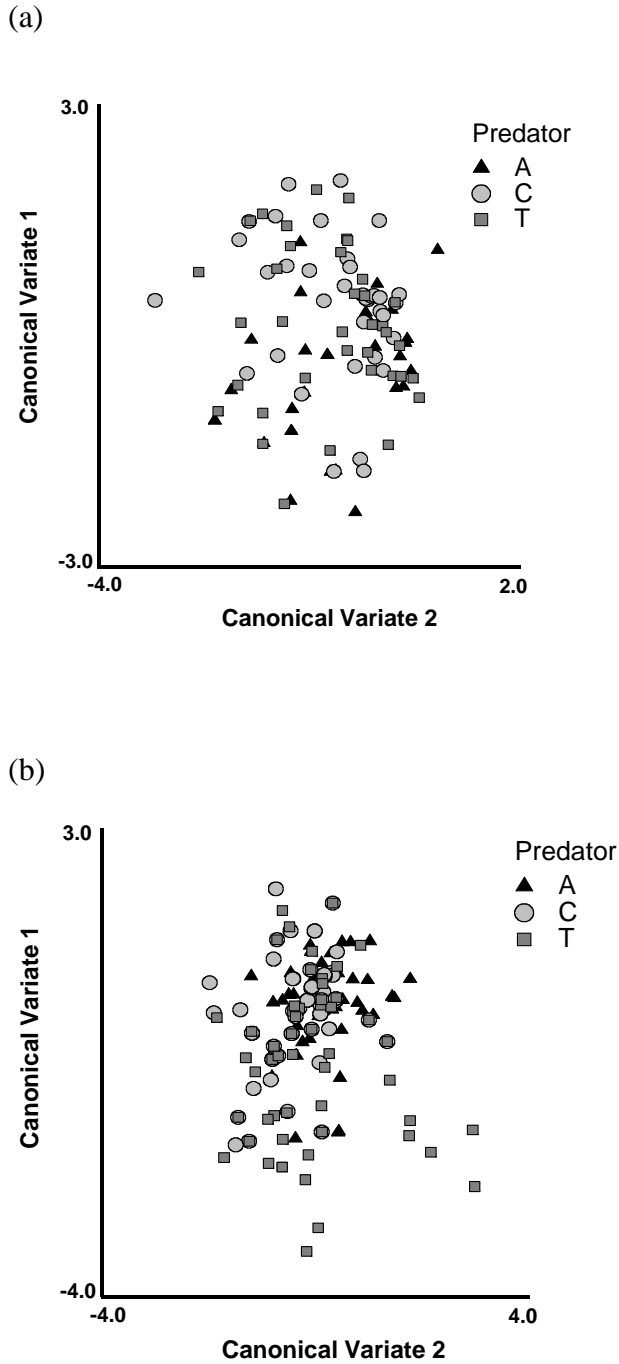 (a)
3.0
Predator
A
C
T
Canonical Variate 1
-3.0
-4.0
2.0
Canonical Variate 2
(b)
3.0
Predator
A
C
T
Canonical Variate 1
-4.0
-4.0
4.0
Canonical Variate 2